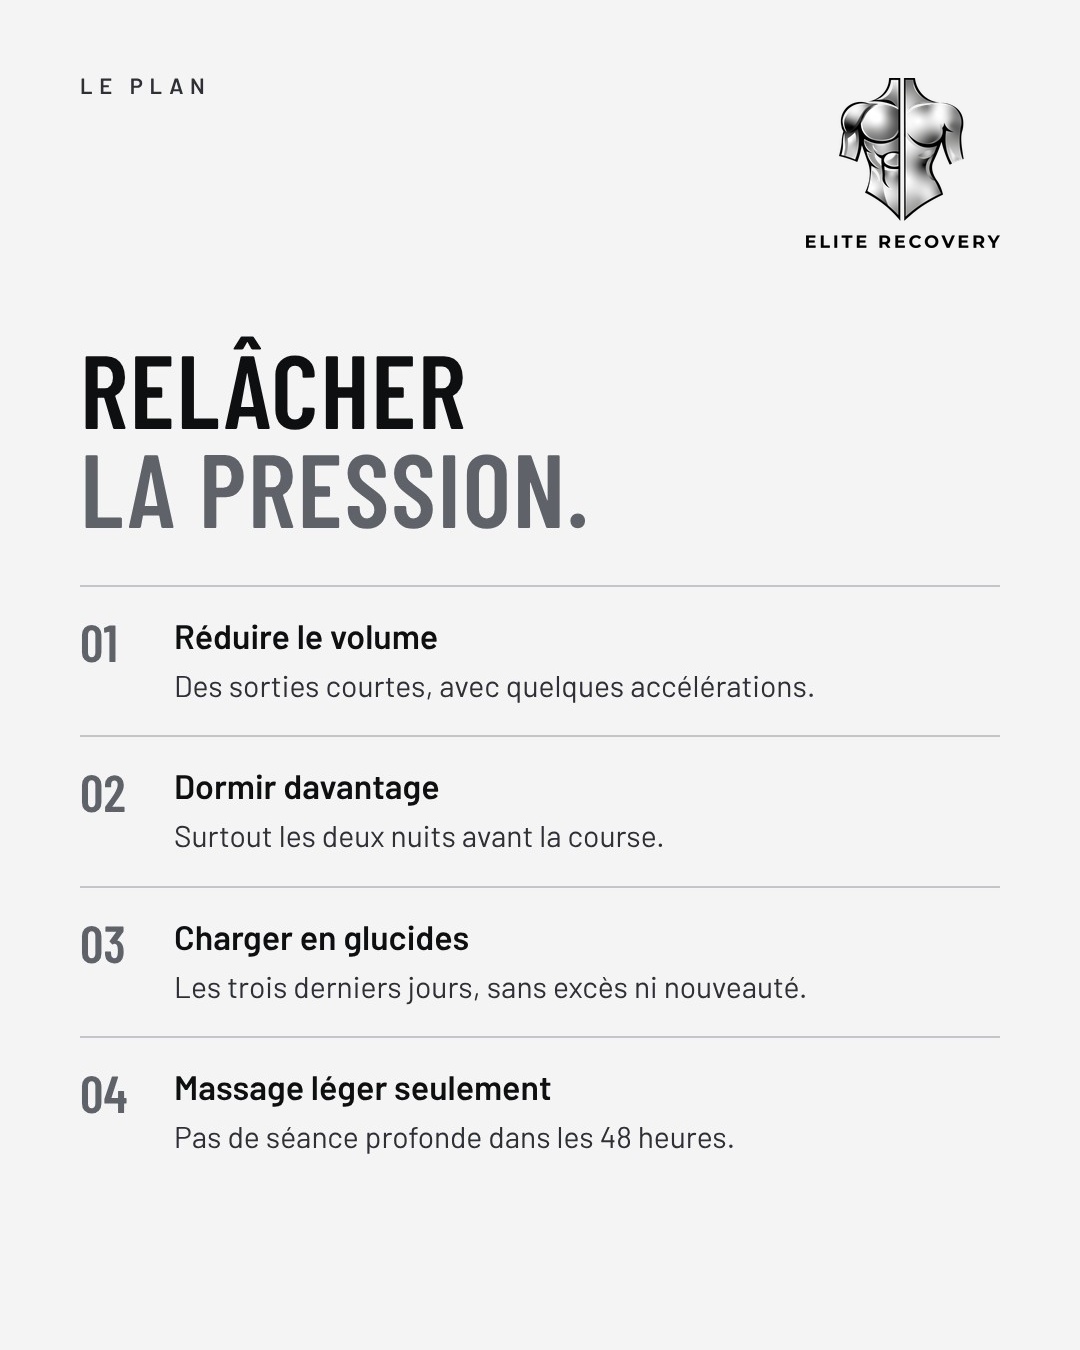 LE PLAN
ELITE RECOVERY
RELÂCHER
LA PRESSION.
01
Réduire le volume
Des sorties courtes, avec quelques accélérations.
02
Dormir davantage
Surtout les deux nuits avant la course.
03
Charger en glucides
Les trois derniers jours, sans excès ni nouveauté.
04
Massage léger seulement
Pas de séance profonde dans les 48 heures.